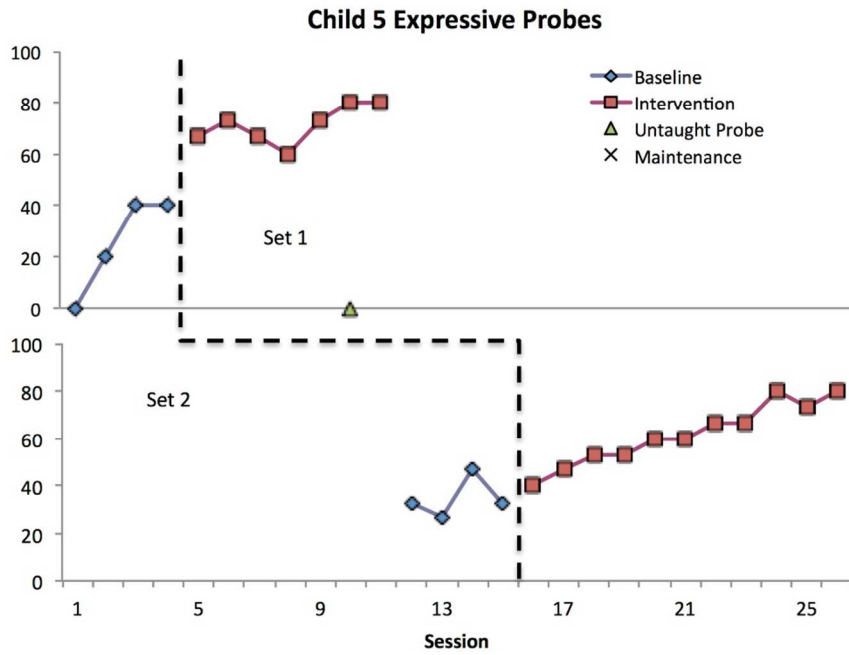 Child 5 Expressive Probes
100
80
60
40
20
0
Baseline
Intervention
Untaught Probe
Maintenance
Set 1
100
80
60
40
20
0
Set 2
1 5 9 13 17 21 25
Session